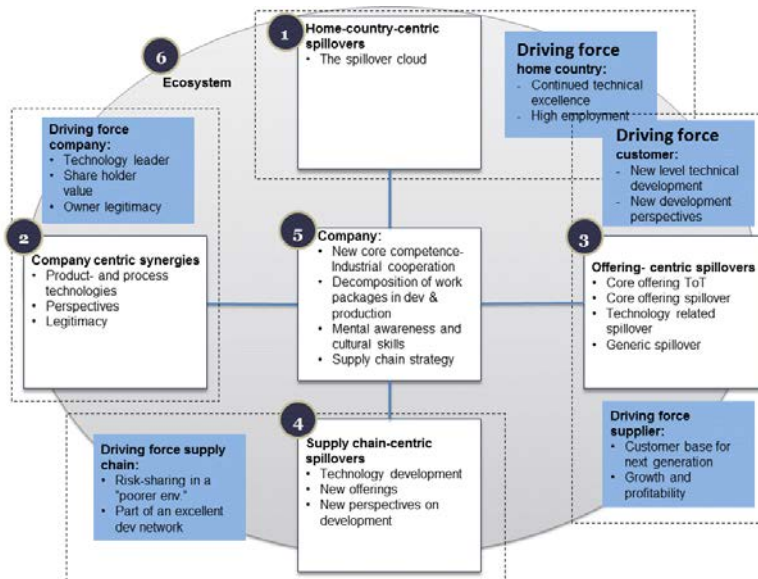 1
Home-country-centric
spillovers
• The spillover cloud
6
Ecosystem
Driving force
home country:
- Continued technical
excellence
- High employment
Driving force
company:
• Technology leader
• Share holder
value
• Owner legitimacy
Driving force
customer:
- New level technical
development
- New development
perspectives
2
Company centric synergies
• Product- and process
technologies
• Perspectives
• Legitimacy
5
Company:
• New core competence-
Industrial cooperation
• Decomposition of work
packages in dev &
production
• Mental awareness and
cultural skills
• Supply chain strategy
3
Offering- centric spillovers
• Core offering ToT
• Core offering spillover
• Technology related
spillover
• Generic spillover
Driving force supply
chain:
• Risk-sharing in a
"poorer env."
• Part of an excellent
dev network
4
Supply chain-centric
spillovers
• Technology development
• New offerings
• New perspectives on
development
Driving force
supplier:
• Customer base for
next generation
• Growth and
profitability